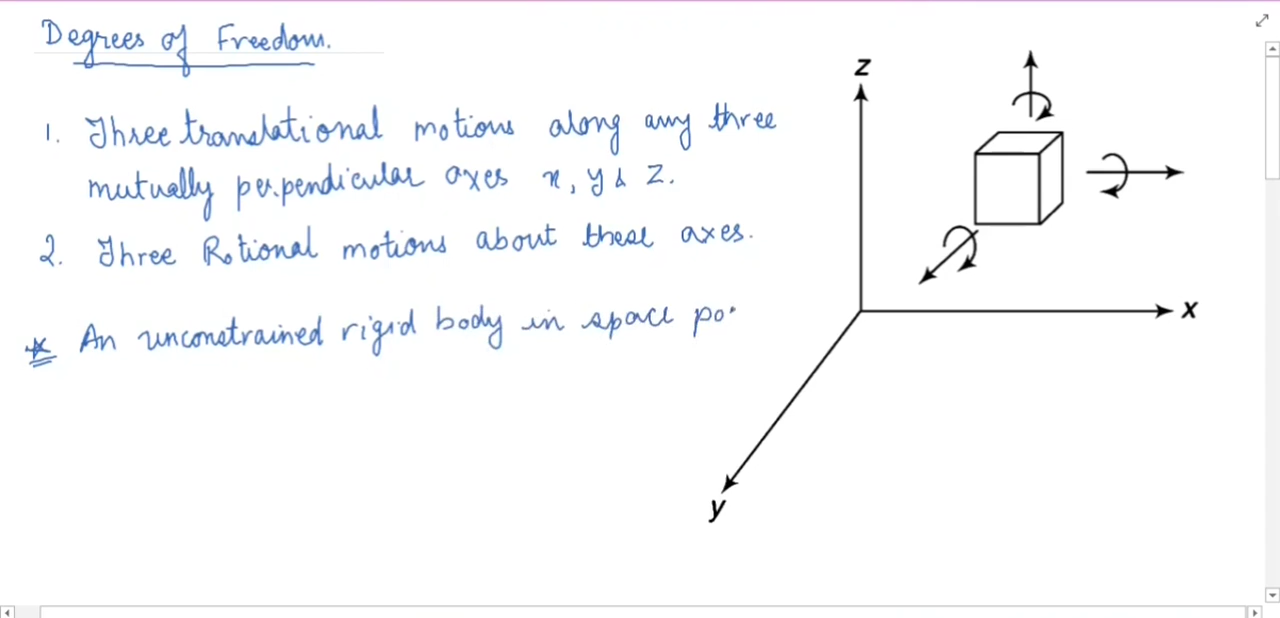 Degrees of Freedom.
1. Three translational motions along any three
mutually perpendicular axes x, y & z.
2. Three Rotional motions about these axes.
* An unconstrained rigid body in space po
z
x
y